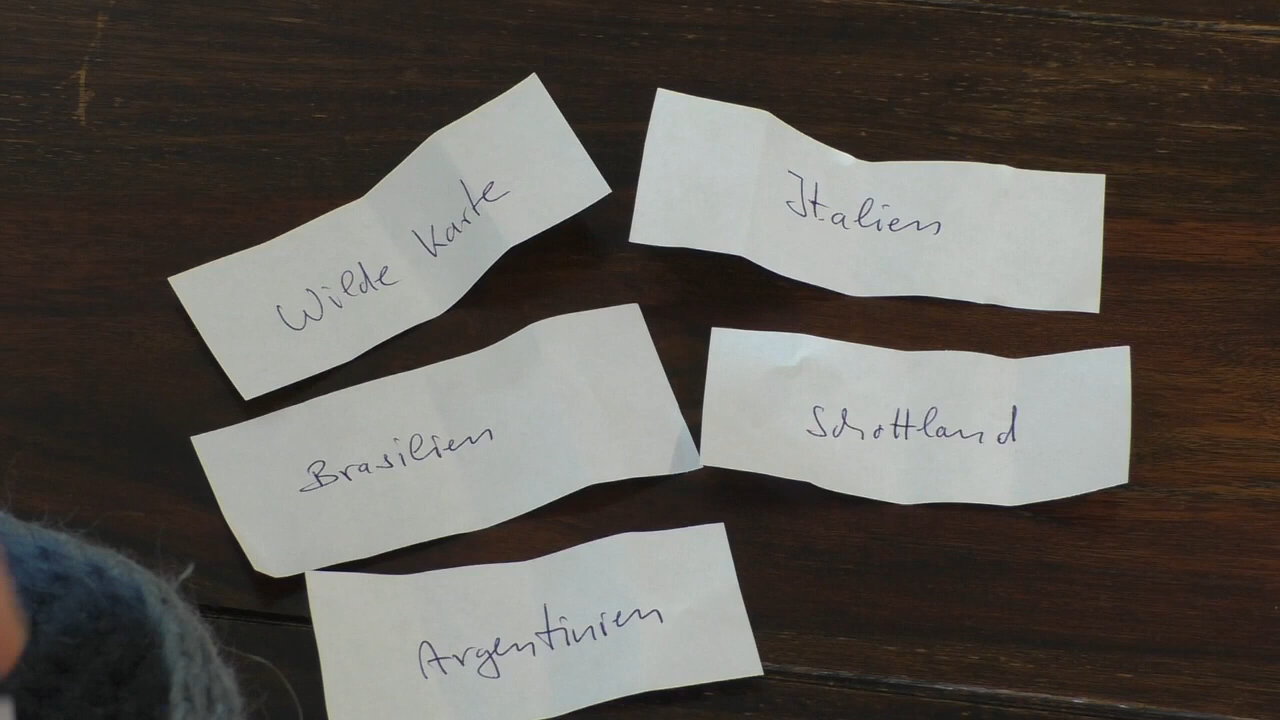 Wilde Karte
Italien
Brasilien
Schottland
Argentinien